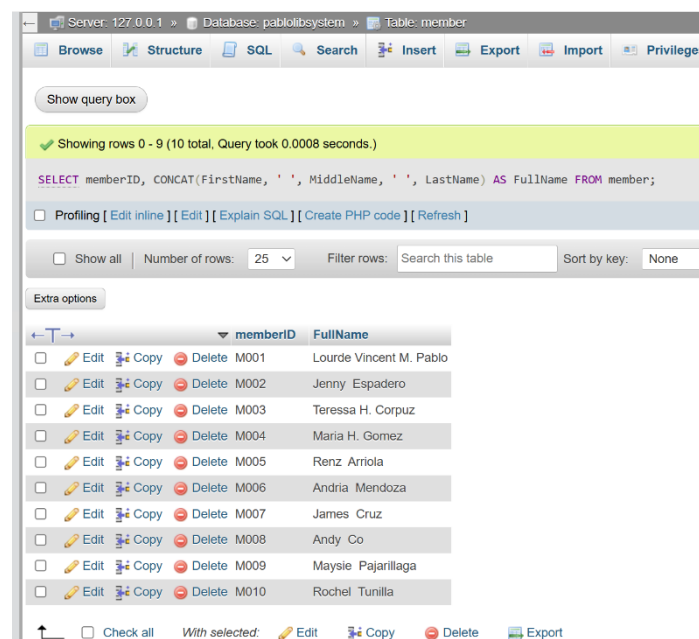 ← Server: 127.0.0.1 » Database: pablolibsystem » Table: member
Browse Structure SQL Search Insert Export Import Privilege
Show query box
Showing rows 0 - 9 (10 total, Query took 0.0008 seconds.)
SELECT memberID, CONCAT(FirstName, ' ', MiddleName, ' ', LastName) AS FullName FROM member;
Profiling [ Edit inline ] [ Edit ] [ Explain SQL ] [ Create PHP code ] [ Refresh ]
Show all | Number of rows: 25 Filter rows: Search this table Sort by key: None
Extra options
←T→ memberID FullName
Edit Copy Delete M001 Lourde Vincent M. Pablo
Edit Copy Delete M002 Jenny Espadero
Edit Copy Delete M003 Teressa H. Corpuz
Edit Copy Delete M004 Maria H. Gomez
Edit Copy Delete M005 Renz Arriola
Edit Copy Delete M006 Andria Mendoza
Edit Copy Delete M007 James Cruz
Edit Copy Delete M008 Andy Co
Edit Copy Delete M009 Maysie Pajarillaga
Edit Copy Delete M010 Rochel Tunilla
Check all With selected: Edit Copy Delete Export